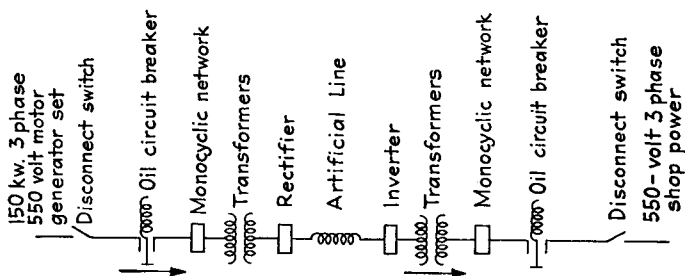 150 kw. 3 phase
550 volt motor
generator set
Disconnect switch
Oil circuit breaker
Monocyclic network
Transformers
Rectifier
Artificial Line
Inverter
Transformers
Monocyclic network
Oil circuit breaker
Disconnect switch
550-volt 3 phase
shop power